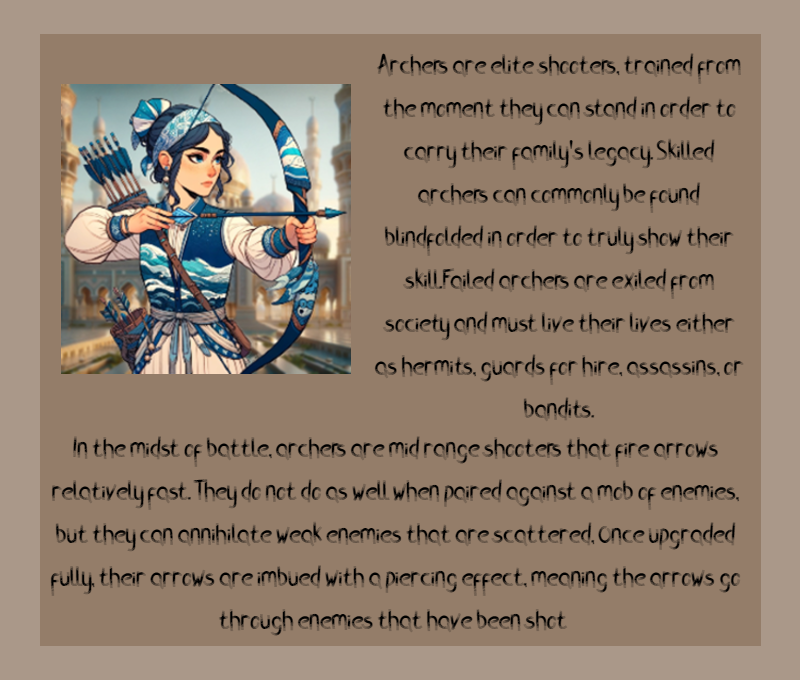 Archers are elite shooters, trained from
the moment they can stand in order to
carry their family's legacy. Skilled
archers can commonly be found
blindfolded in order to truly show their
skill.Failed archers are exiled from
society and must live their lives either
as hermits, guards for hire, assassins, or
bandits.
In the midst of battle, archers are mid range shooters that fire arrows
relatively fast. They do not do as well when paired against a mob of enemies,
but they can annihilate weak enemies that are scattered. Once upgraded
fully, their arrows are imbued with a piercing effect, meaning the arrows go
through enemies that have been shot